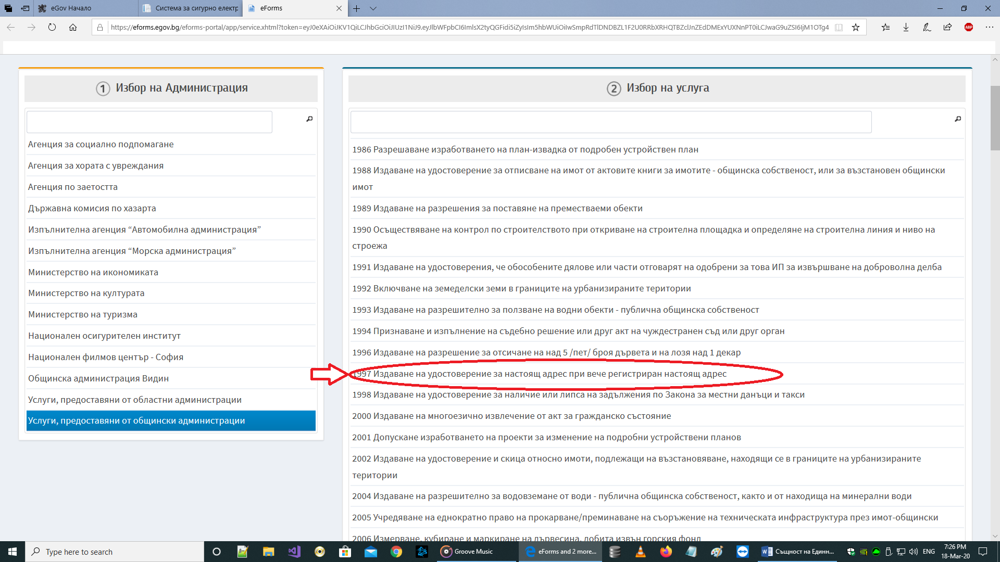 eGov Начало
Система за сигурно електр
eForms
https://eforms.egov.bg/eforms-portal/app/service.xhtml?token=eyJ0eXAiOiJKV1QiLCJhbGciOiJIUzI1NiJ9.eyJlbWFpbCI6ImlsX2tyQGFidi5iZyIsIm5hbWUiOiIwSmpRdTlDNDBZL1F2U0RRbXRHQTBZclJnZEdDMExYUXNnPT0iLCJwaG9uZSI6IjM1OTg4
ABP
1 Избор на Администрация
Агенция за социално подпомагане
Агенция за хората с увреждания
Агенция по заетостта
Държавна комисия по хазарта
Изпълнителна агенция “Автомобилна администрация”
Изпълнителна агенция “Морска администрация”
Министерство на икономиката
Министерство на културата
Министерство на туризма
Национален осигурителен институт
Национален филмов център - София
Общинска администрация Видин
Услуги, предоставяни от областни администрации
Услуги, предоставяни от общински администрации
2 Избор на услуга
1986 Разрешаване изработването на план-извадка от подробен устройствен план
1988 Издаване на удостоверение за отписване на имот от актовите книги за имотите - общинска собственост, или за възстановен общински
имот
1989 Издаване на разрешения за поставяне на преместваеми обекти
1990 Осъществяване на контрол по строителството при откриване на строителна площадка и определяне на строителна линия и ниво на
строежа
1991 Издаване на удостоверения, че обособените дялове или части отговарят на одобрени за това ИП за извършване на доброволна делба
1992 Включване на земеделски земи в границите на урбанизираните територии
1993 Издаване на разрешително за ползване на водни обекти - публична общинска собственост
1994 Признаване и изпълнение на съдебно решение или друг акт на чуждестранен съд или друг орган
1996 Издаване на разрешение за отсичане на над 5 /пет/ броя дървета и на лозя над 1 декар
1997 Издаване на удостоверение за настоящ адрес при вече регистриран настоящ адрес
1998 Издаване на удостоверение за наличие или липса на задължения по Закона за местни данъци и такси
2000 Издаване на многоезично извлечение от акт за гражданско състояние
2001 Допускане изработването на проекти за изменение на подробни устройствени планов
2002 Издаване на удостоверение и скица относно имоти, подлежащи на възстановяване, находящи се в границите на урбанизираните
територии
2004 Издаване на разрешително за водовземане от води - публична общинска собственост, както и от находища на минерални води
2005 Учредяване на еднократно право на прокарване/преминаване на съоръжение на техническата инфраструктура през имот-общински
2006 Измерване, кубиране и маркиране на дървесина, добита извън горския фонд
Type here to search
Groove Music
eForms and 2 more...
Същност на Единн...
ENG
7:26 PM
18-Mar-20